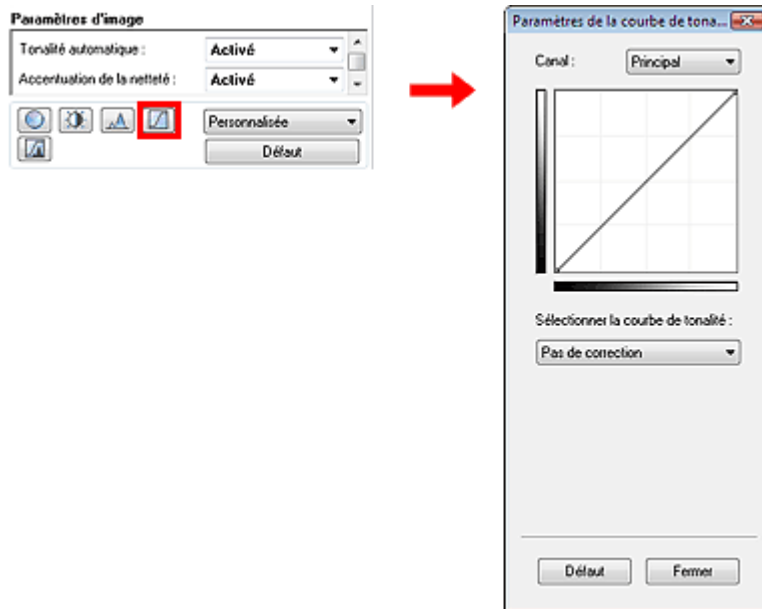 Paramètres d'image
Tonalité automatique : Activé
Accentuation de la netteté : Activé
Personnalisée
Défaut
Paramètres de la courbe de tona...
Canal : Principal
Sélectionner la courbe de tonalité :
Pas de correction
Défaut Fermer